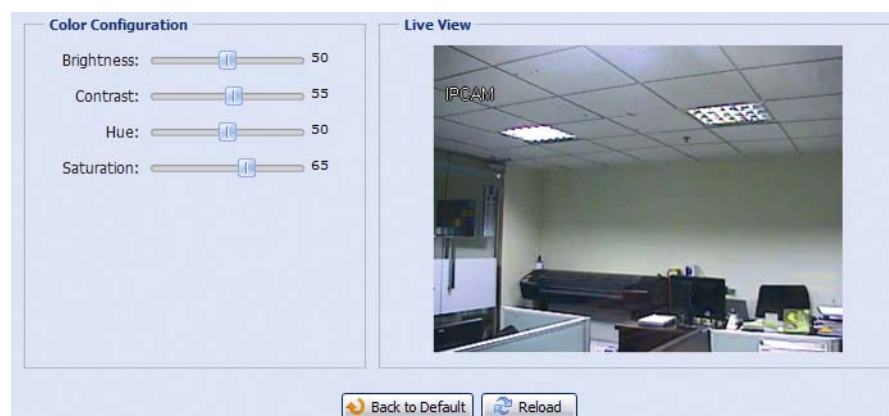 Color Configuration
Brightness: 50
Contrast: 55
Hue: 50
Saturation: 65
Live View
IPCAM
Back to Default
Reload